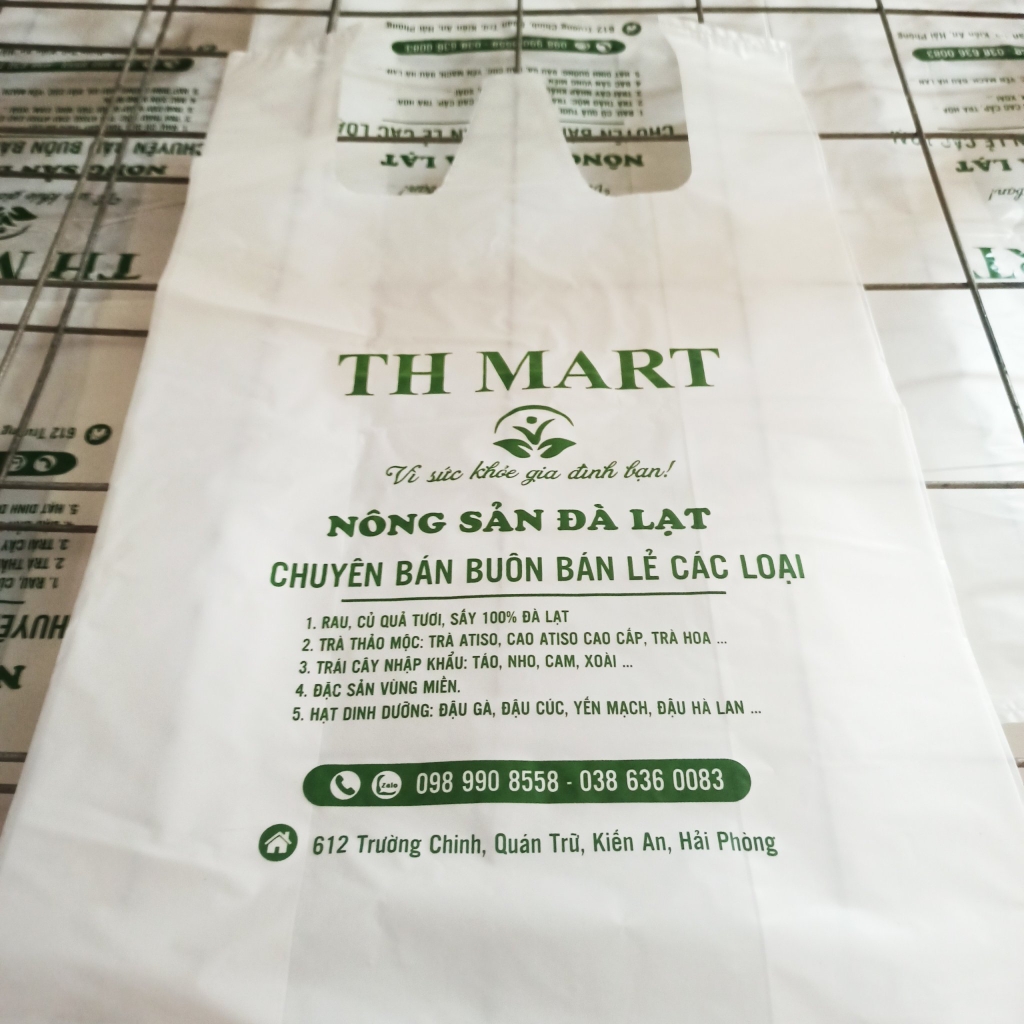 TH MART
Vì sức khỏe gia đình bạn!
NÔNG SẢN ĐÀ LẠT
CHUYÊN BÁN BUÔN BÁN LẺ CÁC LOẠI
1. RAU, CỦ QUẢ TƯƠI, SẤY 100% ĐÀ LẠT
2. TRÀ THẢO MỘC: TRÀ ATISO, CAO ATISO CAO CẤP, TRÀ HOA ...
3. TRÁI CÂY NHẬP KHẨU: TÁO, NHO, CAM, XOÀI ...
4. ĐẶC SẢN VÙNG MIỀN.
5. HẠT DINH DƯỠNG: ĐẬU GÀ, ĐẬU CÚC, YẾN MẠCH, ĐẬU HÀ LAN ...
Zalo 098 990 8558 - 038 636 0083
612 Trường Chinh, Quán Trữ, Kiến An, Hải Phòng